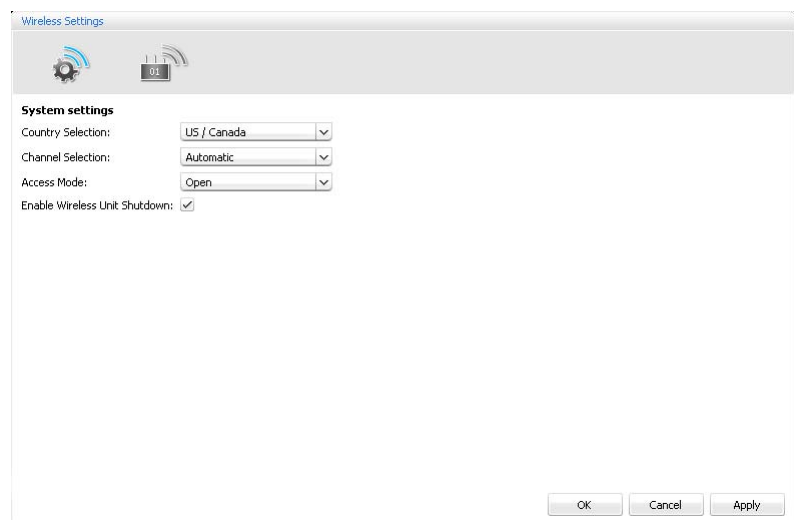 Wireless Settings
01
System settings
Country Selection: US / Canada
Channel Selection: Automatic
Access Mode: Open
Enable Wireless Unit Shutdown:
OK Cancel Apply